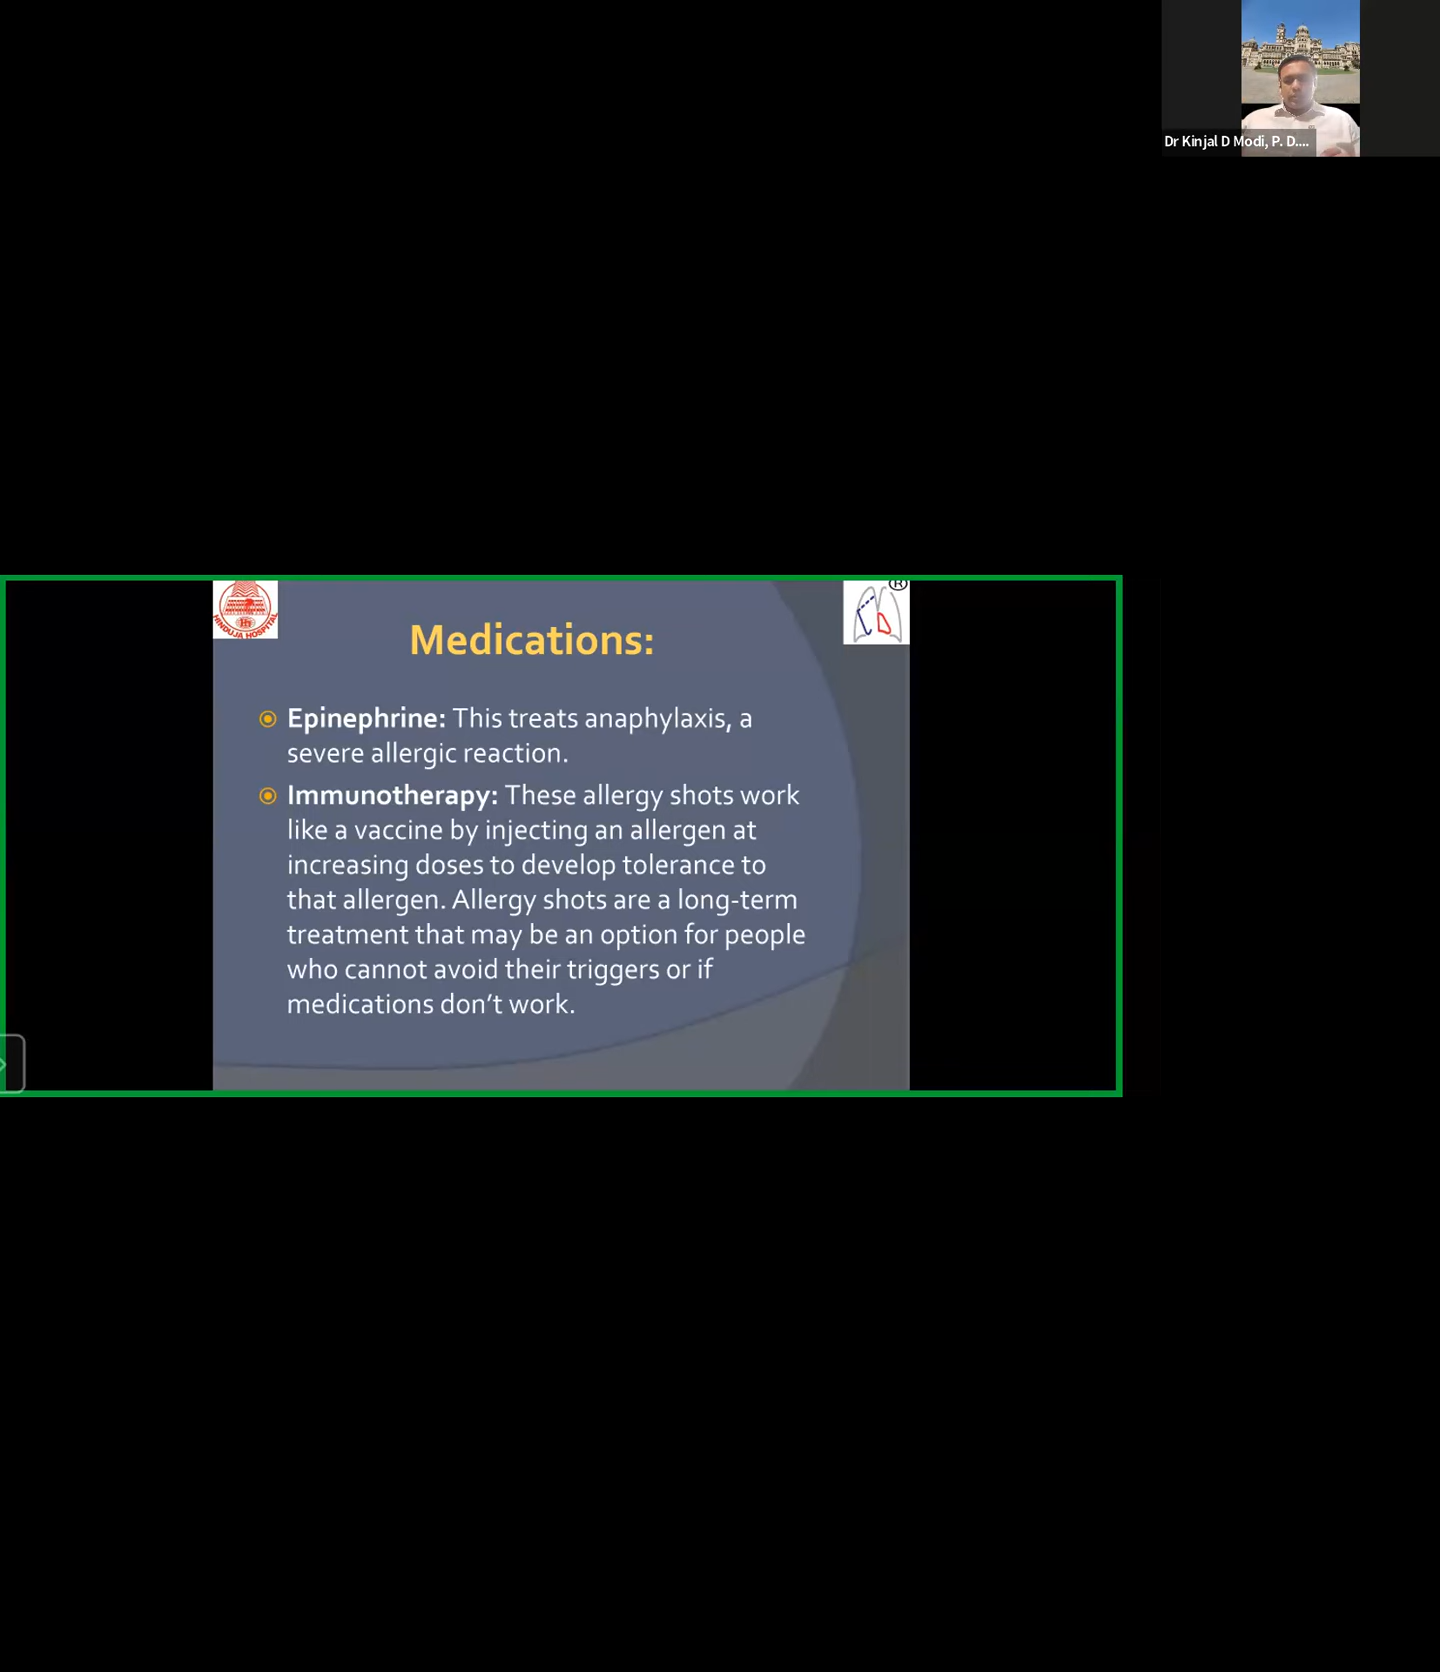 Dr Kinjal D Modi, P. D....
HINDUJA HOSPITAL
®
Medications:
Epinephrine: This treats anaphylaxis, a
severe allergic reaction.
Immunotherapy: These allergy shots work
like a vaccine by injecting an allergen at
increasing doses to develop tolerance to
that allergen. Allergy shots are a long-term
treatment that may be an option for people
who cannot avoid their triggers or if
medications don’t work.